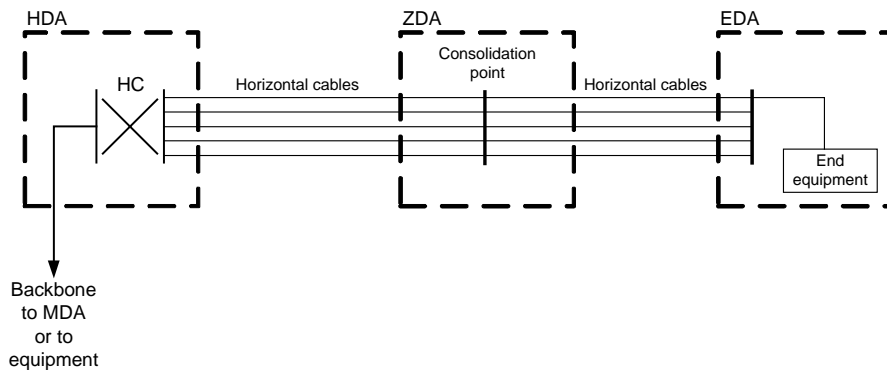 HDA
ZDA
EDA
Consolidation
point
HC
Horizontal cables
Horizontal cables
End
equipment
Backbone
to MDA
or to
equipment